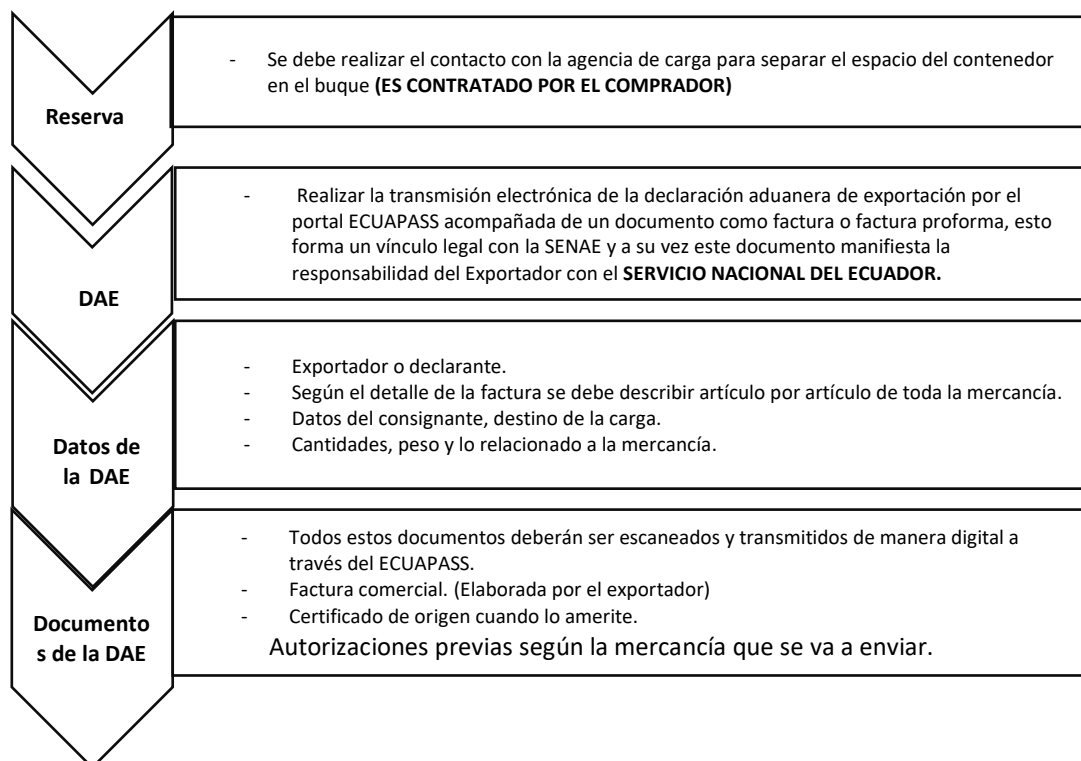 Reserva
- Se debe realizar el contacto con la agencia de carga para separar el espacio del contenedor
en el buque (ES CONTRATADO POR EL COMPRADOR)
DAE
- Realizar la transmisión electrónica de la declaración aduanera de exportación por el
portal ECUAPASS acompañada de un documento como factura o factura proforma, esto
forma un vínculo legal con la SENAE y a su vez este documento manifiesta la
responsabilidad del Exportador con el SERVICIO NACIONAL DEL ECUADOR.
Datos de
la DAE
- Exportador o declarante.
- Según el detalle de la factura se debe describir artículo por artículo de toda la mercancía.
- Datos del consignante, destino de la carga.
- Cantidades, peso y lo relacionado a la mercancía.
Documento
s de la DAE
- Todos estos documentos deberán ser escaneados y transmitidos de manera digital a
través del ECUAPASS.
- Factura comercial. (Elaborada por el exportador)
- Certificado de origen cuando lo amerite.
Autorizaciones previas según la mercancía que se va a enviar.